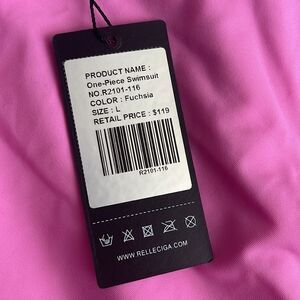 PRODUCT NAME :
One-Piece Swimsuit
NO.R2101-116
COLOR : Fuchsia
SIZE : L
RETAIL PRICE : $119
R2101-116
WWW.RELLECIGA.COM